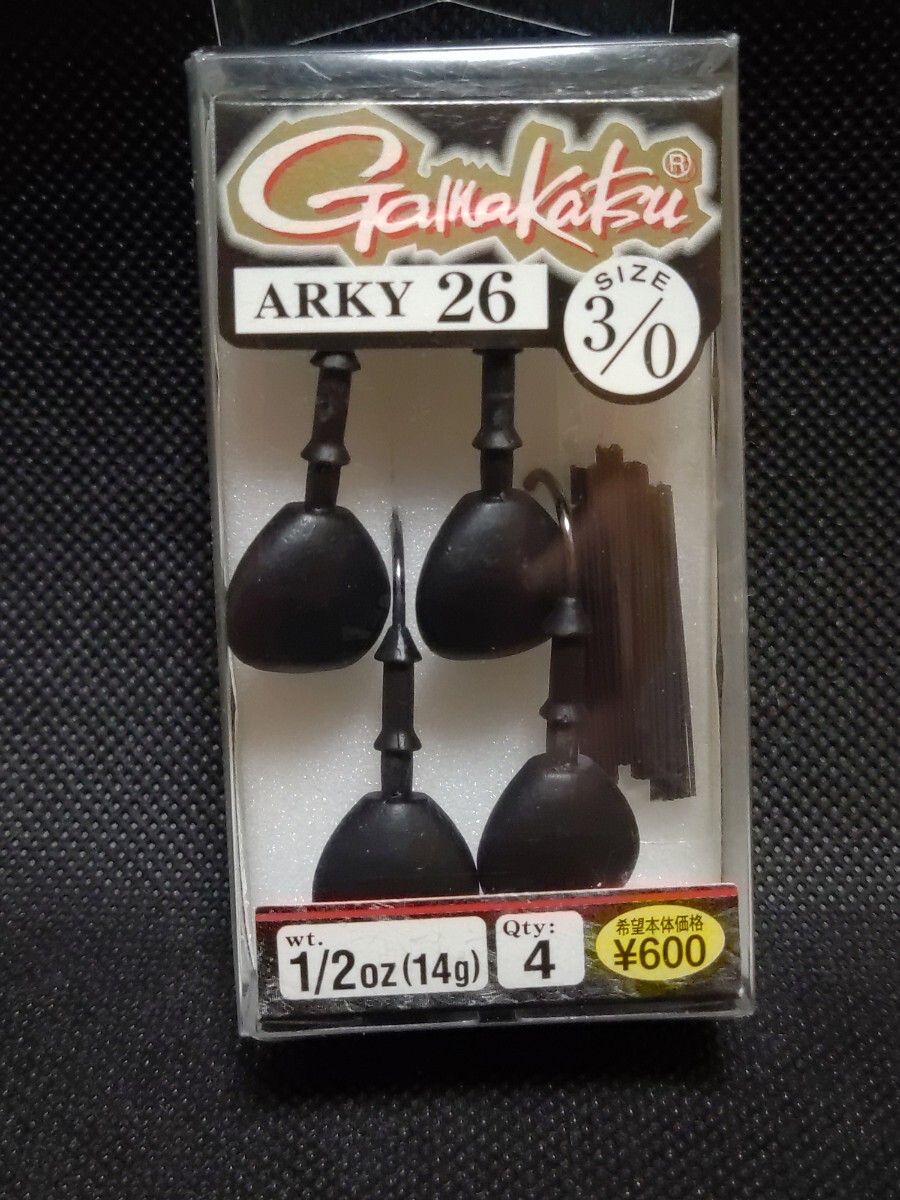 Gamakatsu®
ARKY 26
SIZE
3/0
wt.
1/2oz(14g)
Qty:
4
希望本体価格
¥600